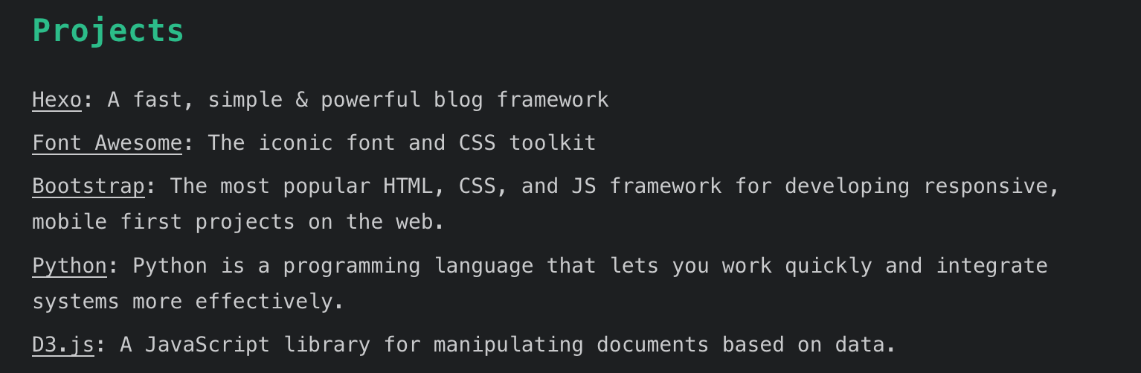 Projects
Hexo: A fast, simple & powerful blog framework
Font Awesome: The iconic font and CSS toolkit
Bootstrap: The most popular HTML, CSS, and JS framework for developing responsive,
mobile first projects on the web.
Python: Python is a programming language that lets you work quickly and integrate
systems more effectively.
D3.js: A JavaScript library for manipulating documents based on data.